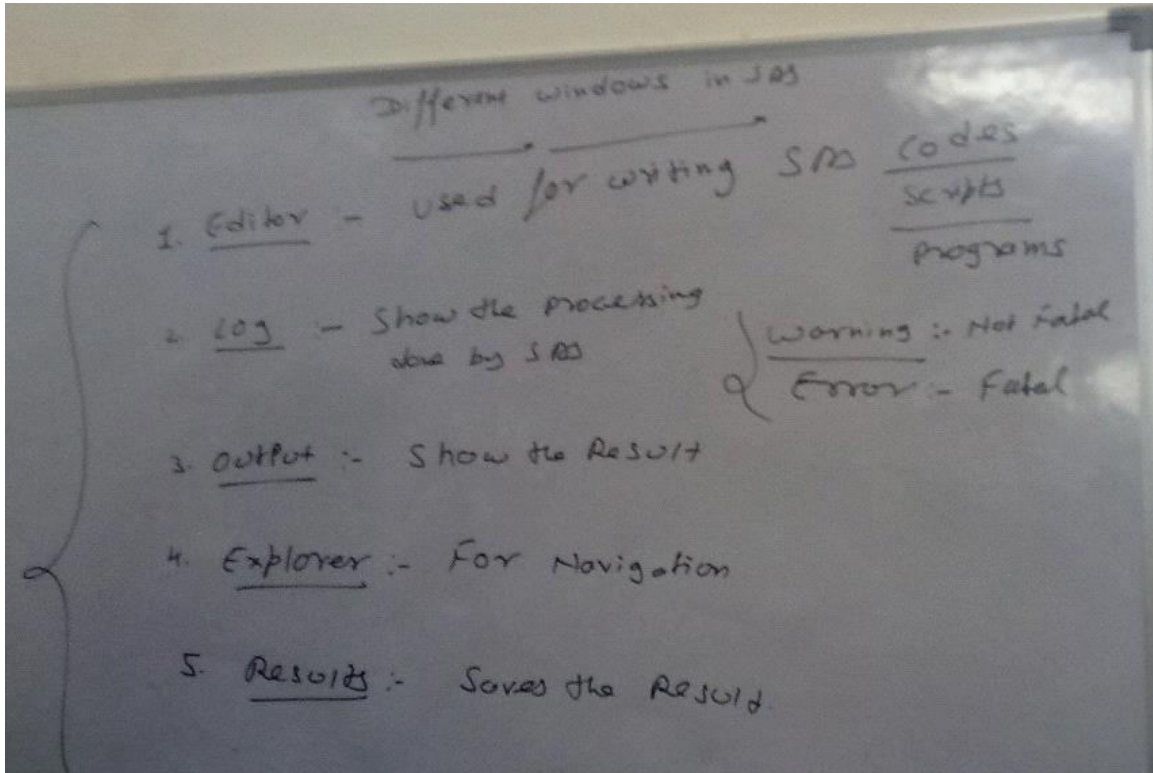 Different windows in SAS
1. Editor :- used for writing SAS codes
scripts
programs
2. Log :- Show the processing
done by SAS
Warning :- Not Fatal
Error :- Fatal
3. OutPut :- Show the Result
4. Explorer :- For Navigation
5. Results :- Saves the Result.